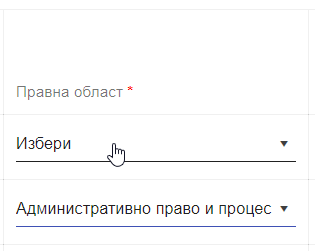 Правна област *
Избери
Административно право и процес